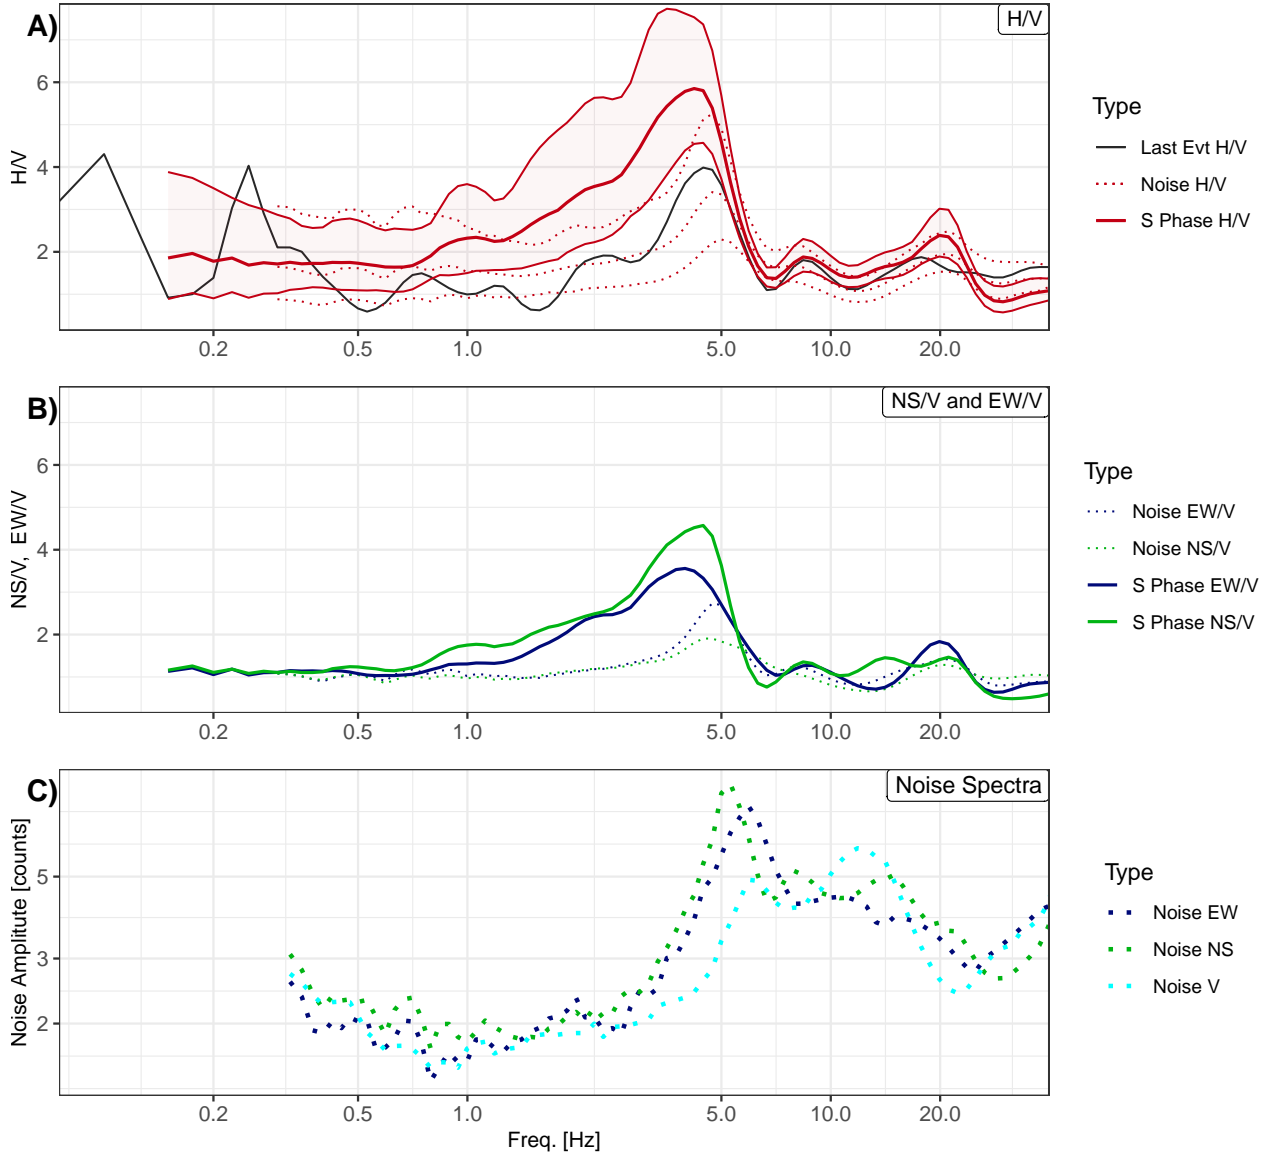 A)
H/V
6
4
2
H/V
0.2 0.5 1.0 5.0 10.0 20.0
Type
Last Evt H/V
Noise H/V
S Phase H/V
B)
NS/V and EW/V
6
4
2
NS/V, EW/V
0.2 0.5 1.0 5.0 10.0 20.0
Type
Noise EW/V
Noise NS/V
S Phase EW/V
S Phase NS/V
C)
Noise Spectra
5
3
2
Noise Amplitude [counts]
0.2 0.5 1.0 5.0 10.0 20.0
Freq. [Hz]
Type
Noise EW
Noise NS
Noise V